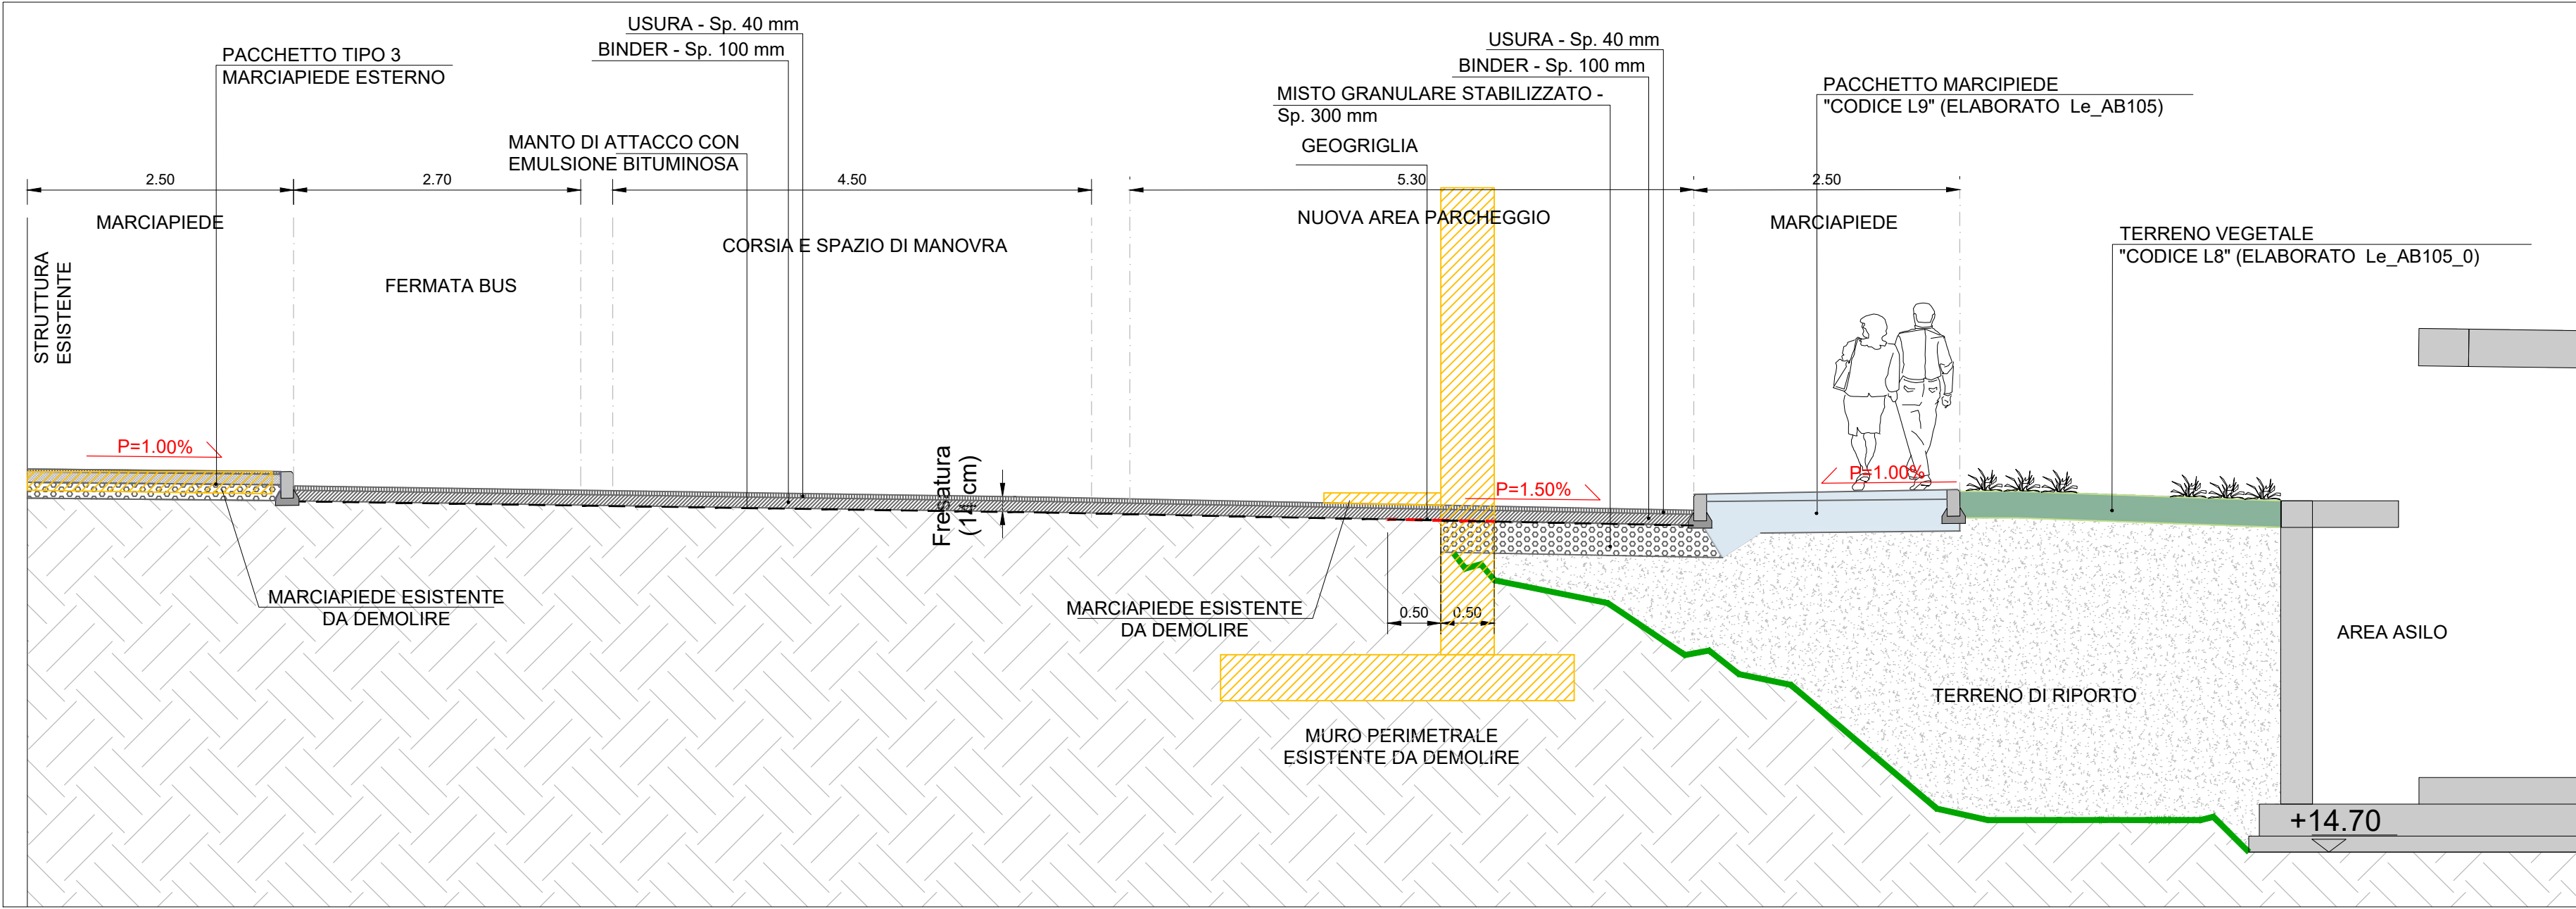 USURA - Sp. 40 mm
BINDER - Sp. 100 mm
PACCHETTO TIPO 3
MARCIAPIEDE ESTERNO
MANTO DI ATTACCO CON
EMULSIONE BITUMINOSA
USURA - Sp. 40 mm
BINDER - Sp. 100 mm
MISTO GRANULARE STABILIZZATO -
Sp. 300 mm
GEOGRIGLIA
PACCHETTO MARCIPIEDE
"CODICE L9" (ELABORATO Le_AB105)
2.50
2.70
4.50
5.30
2.50
MARCIAPIEDE
FERMATA BUS
CORSIA E SPAZIO DI MANOVRA
NUOVA AREA PARCHEGGIO
MARCIAPIEDE
TERRENO VEGETALE
"CODICE L8" (ELABORATO Le_AB105_0)
STRUTTURA
ESISTENTE
P=1.00%
Fresatura
(14 cm)
P=1.50%
P=1.00%
MARCIAPIEDE ESISTENTE
DA DEMOLIRE
MARCIAPIEDE ESISTENTE
DA DEMOLIRE
0.50
0.50
MURO PERIMETRALE
ESISTENTE DA DEMOLIRE
TERRENO DI RIPORTO
AREA ASILO
+14.70